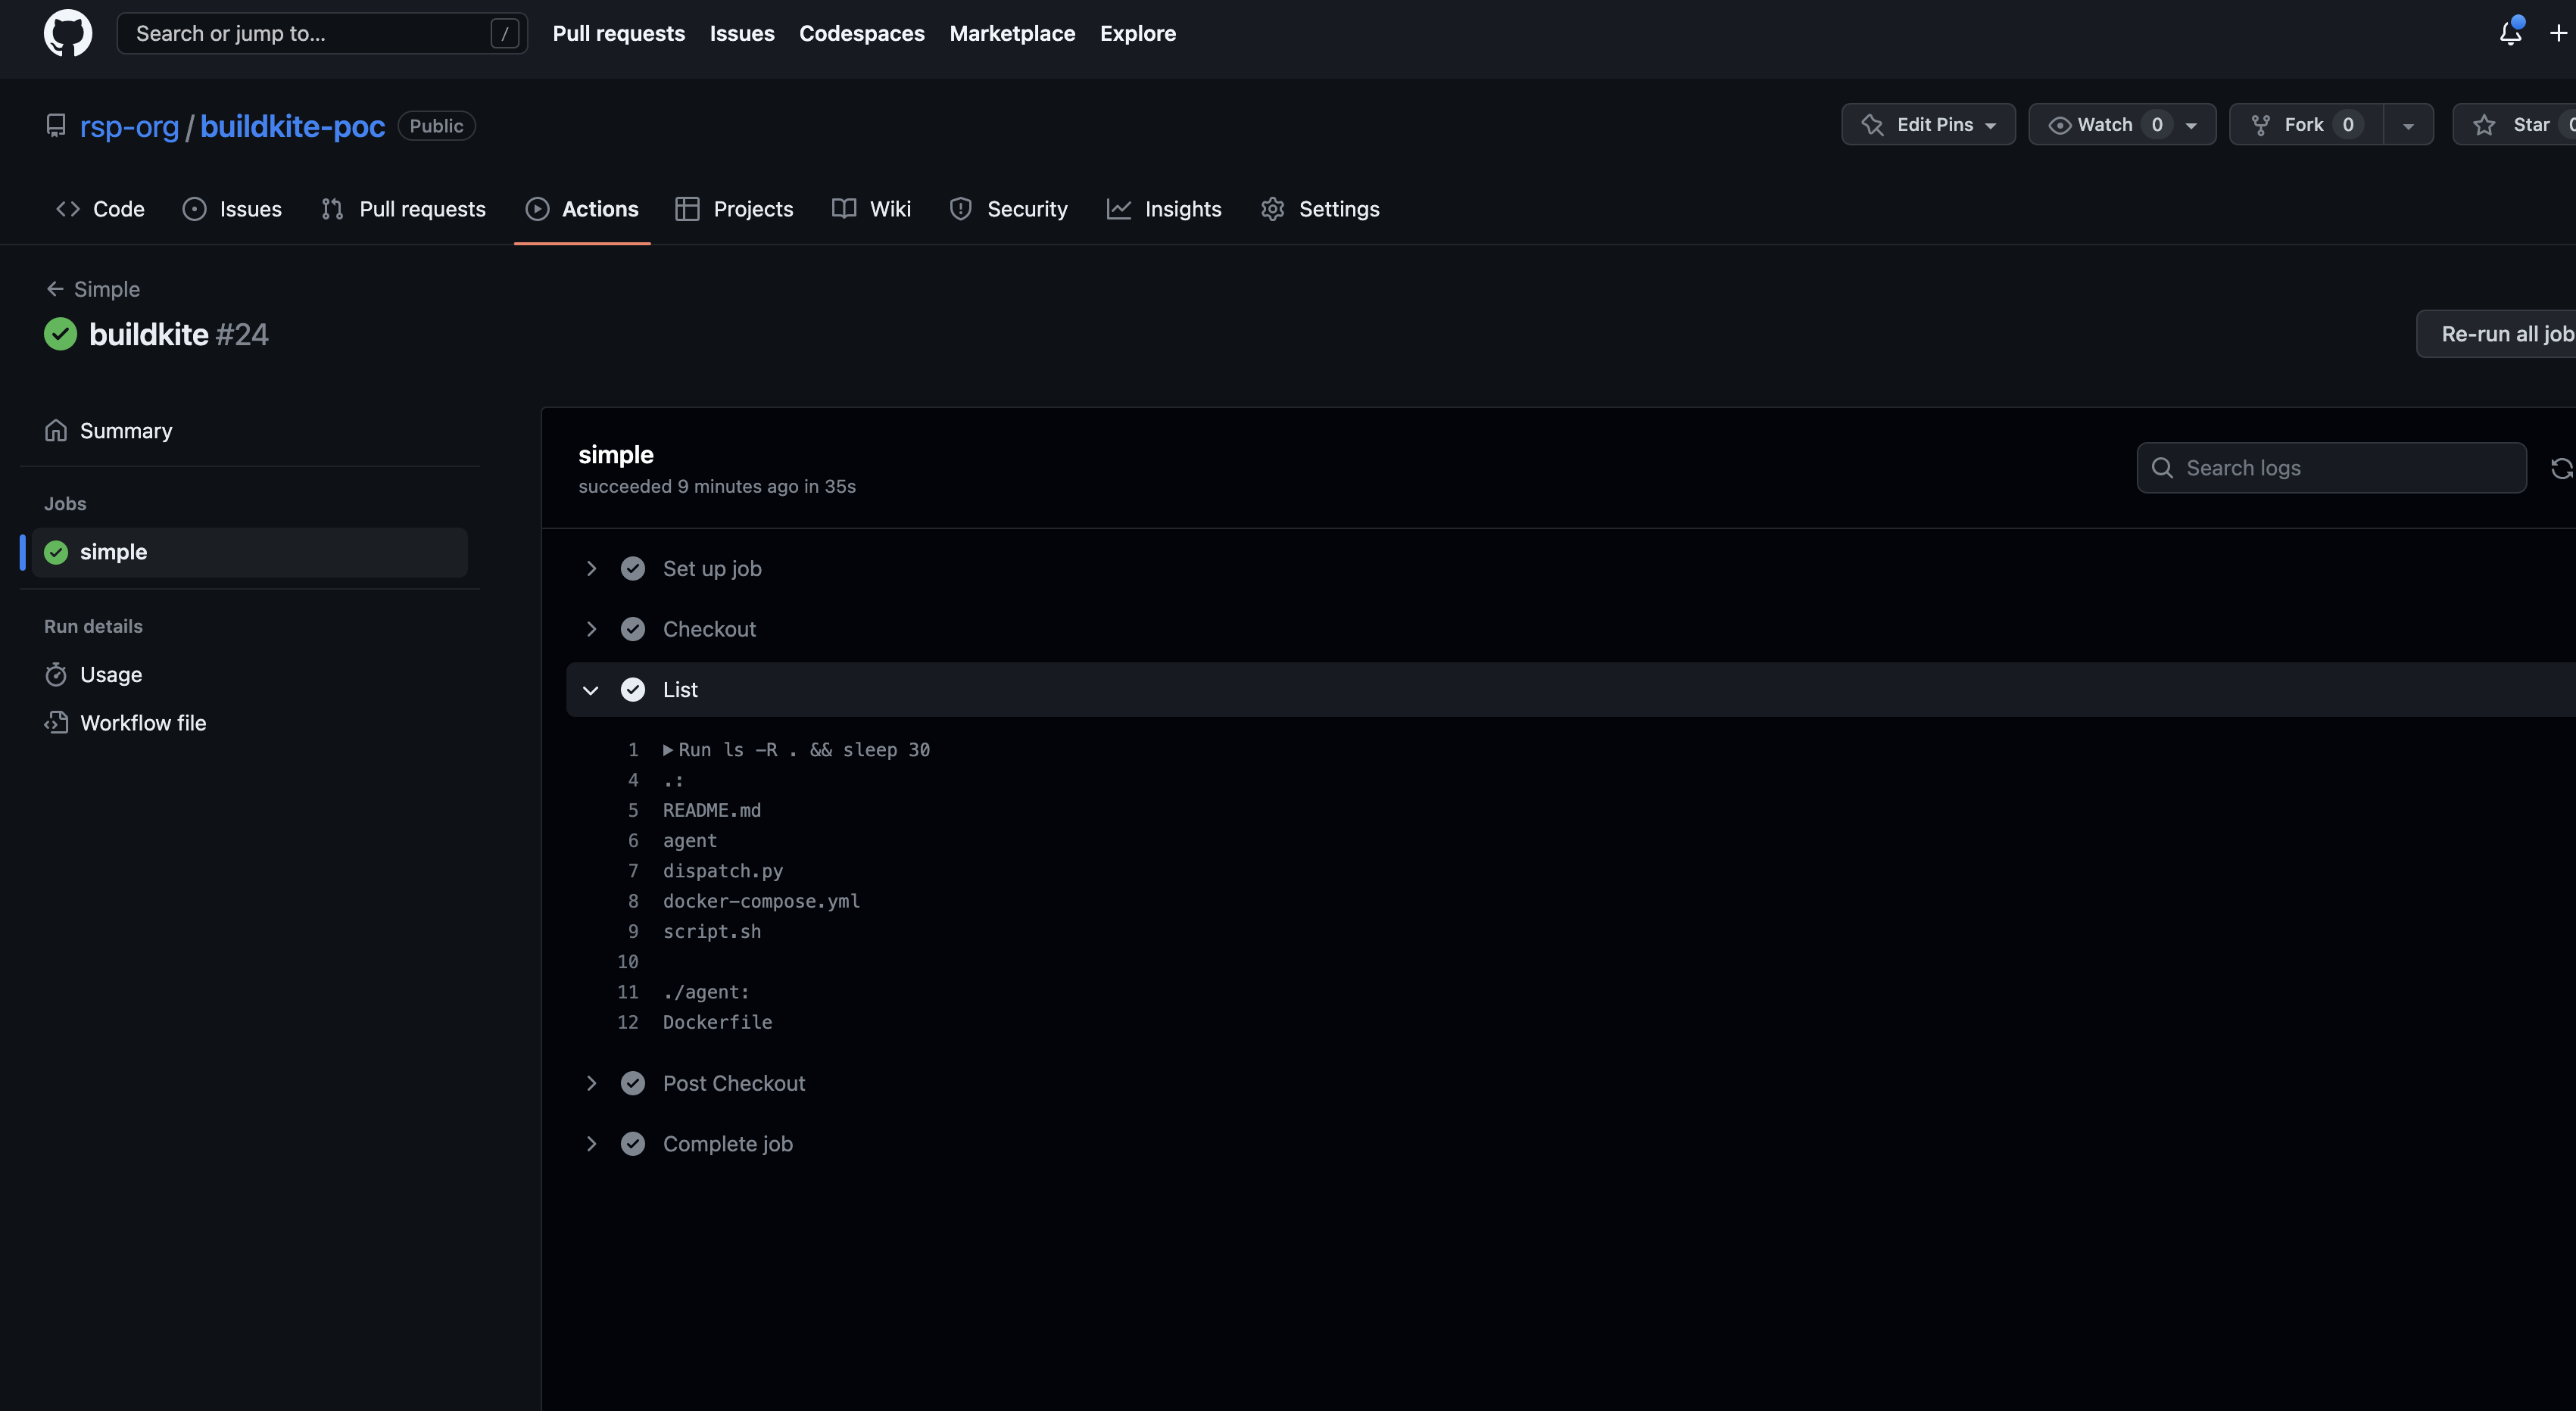 Search or jump to... /
Pull requests Issues Codespaces Marketplace Explore
rsp-org / buildkite-poc Public
Edit Pins Watch 0 Fork 0 Star
Code Issues Pull requests Actions Projects Wiki Security Insights Settings
Simple
buildkite #24
Re-run all job
Summary
Jobs
simple
Run details
Usage
Workflow file
simple
succeeded 9 minutes ago in 35s
Search logs
Set up job
Checkout
List
1 Run ls -R . && sleep 30
4 .:
5 README.md
6 agent
7 dispatch.py
8 docker-compose.yml
9 script.sh
10
11 ./agent:
12 Dockerfile
Post Checkout
Complete job